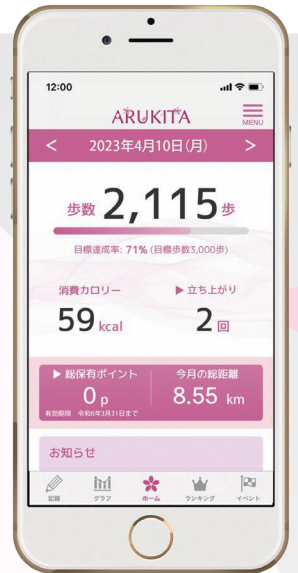 12:00
ARUKITA
MENU
< 2023年4月10日(月) >
歩数 2,115 歩
目標達成率: 71% (目標歩数3,000歩)
消費カロリー ▶ 立ち上がり
59 kcal 2 回
▶ 総保有ポイント 今月の総距離
0 p 8.55 km
有効期限 令和6年3月31日まで
お知らせ
記録 グラフ ホーム ランキング イベント